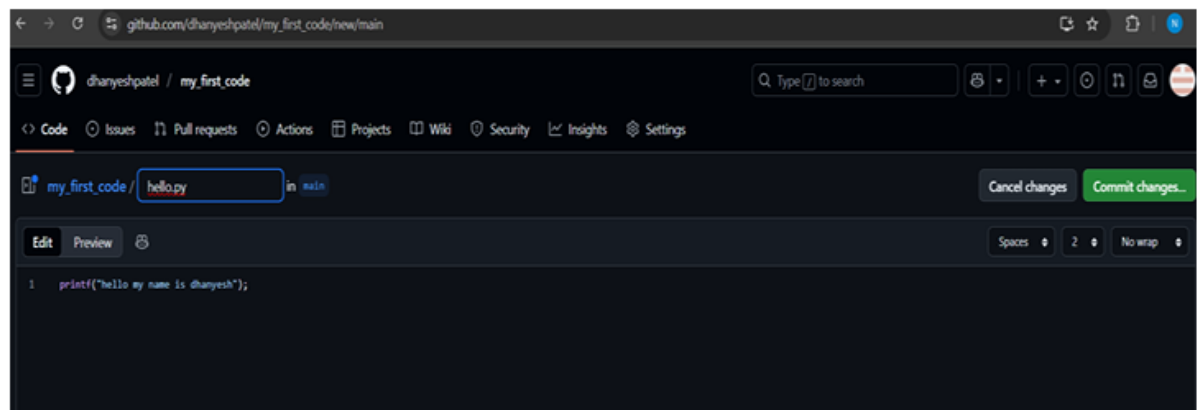 github.com/dhanyeshpatel/my_first_code/new/main
N
dhanyeshpatel / my_first_code
Type / to search
<> Code Issues Pull requests Actions Projects Wiki Security Insights Settings
my_first_code / hello.py in main
Cancel changes Commit changes...
Edit Preview
Spaces 2 No wrap
1 printf("hello my name is dhanyesh");